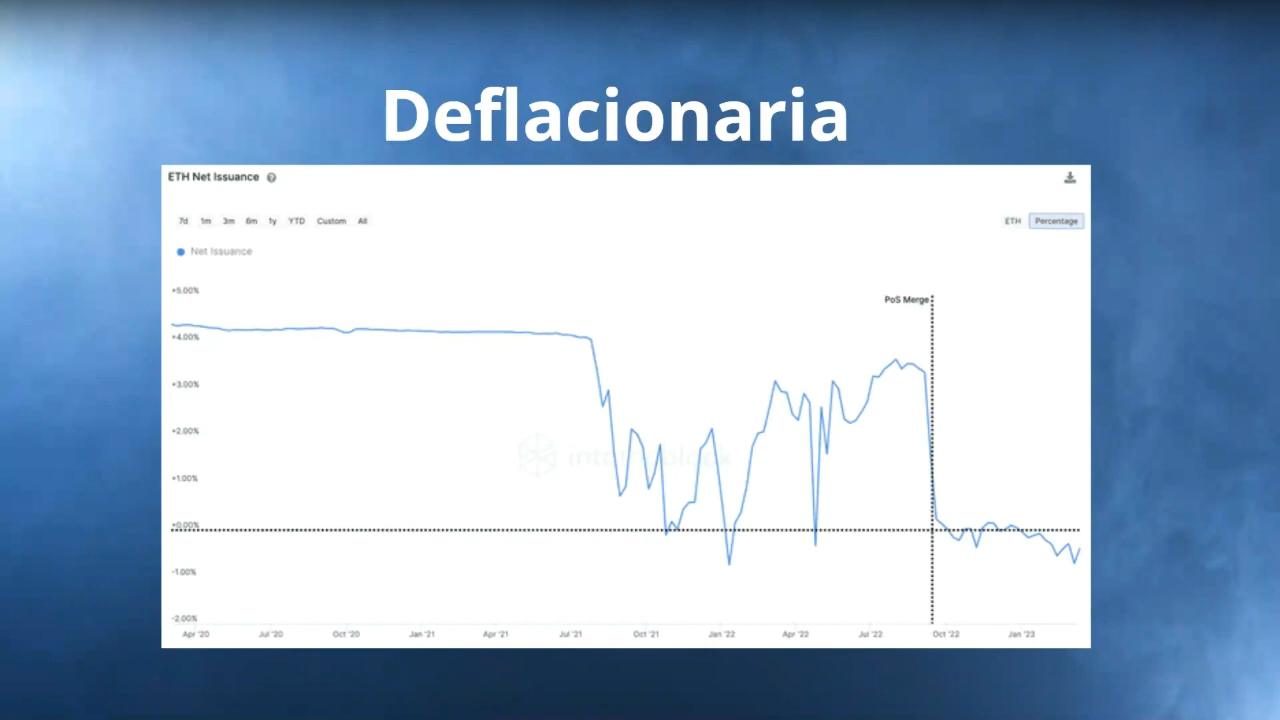 Deflacionaria
ETH Net Issuance
7d 1m 3m 6m 1y YTD Custom All
ETH Percentage
Net Issuance
+5.00%
PoS Merge
+4.00%
+3.00%
+2.00%
+1.00%
+0.00%
-1.00%
-2.00%
Apr '20 Jul '20 Oct '20 Jan '21 Apr '21 Jul '21 Oct '21 Jan '22 Apr '22 Jul '22 Oct '22 Jan '23